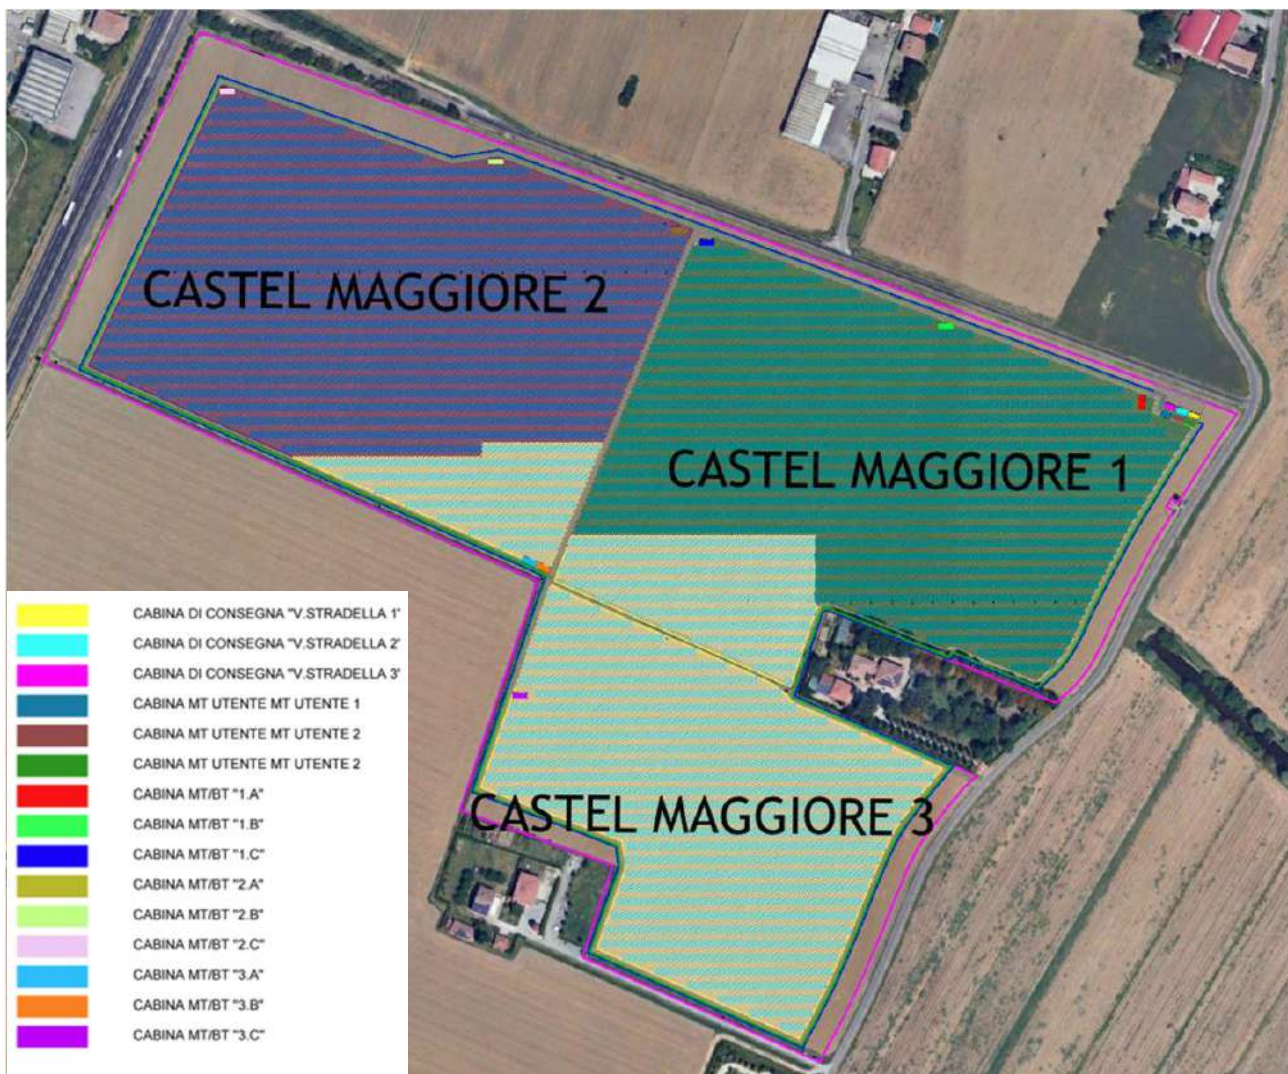 CASTEL MAGGIORE 2
CASTEL MAGGIORE 1
CASTEL MAGGIORE 3
CABINA DI CONSEGNA "V.STRADELLA 1'
CABINA DI CONSEGNA "V.STRADELLA 2'
CABINA DI CONSEGNA "V.STRADELLA 3'
CABINA MT UTENTE MT UTENTE 1
CABINA MT UTENTE MT UTENTE 2
CABINA MT UTENTE MT UTENTE 2
CABINA MT/BT "1.A"
CABINA MT/BT "1.B"
CABINA MT/BT "1.C"
CABINA MT/BT "2.A"
CABINA MT/BT "2.B"
CABINA MT/BT "2.C"
CABINA MT/BT "3.A"
CABINA MT/BT "3.B"
CABINA MT/BT "3.C"